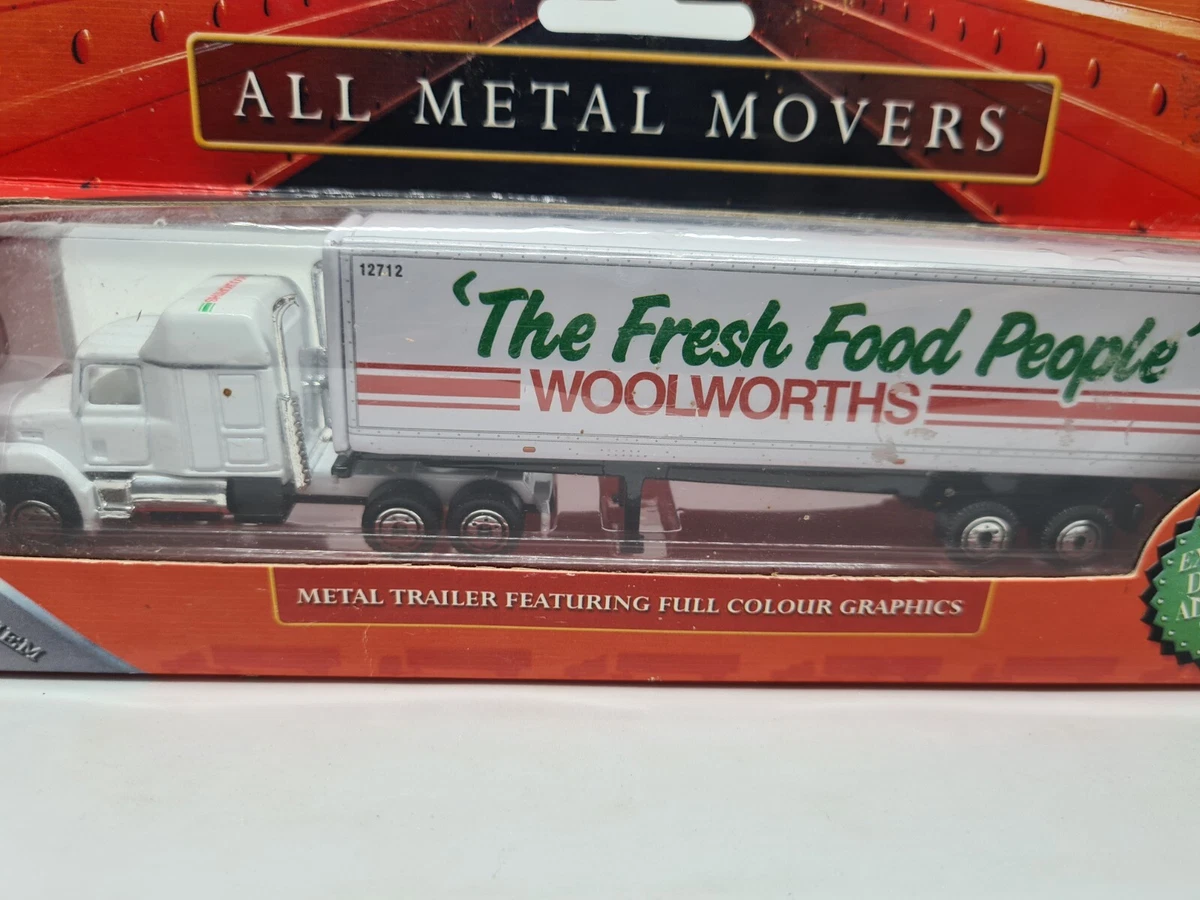 ALL METAL MOVERS
12712
'The Fresh Food People'
WOOLWORTHS
METAL TRAILER FEATURING FULL COLOUR GRAPHICS